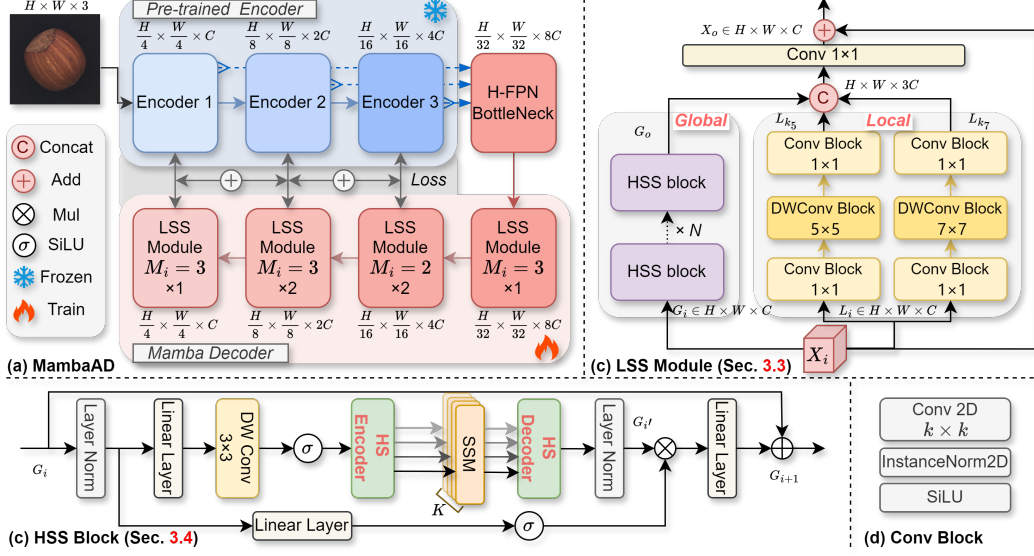 H × W × 3
Pre-trained Encoder
H/4 × W/4 × C
H/8 × W/8 × 2C
H/16 × W/16 × 4C
H/32 × W/32 × 8C
Encoder 1
Encoder 2
Encoder 3
H-FPN
BottleNeck
C Concat
+ Add
Mul
σ SiLU
Frozen
Train
+
+
Loss
LSS
Module
M_i = 3
×1
LSS
Module
M_i = 3
×2
LSS
Module
M_i = 2
×2
LSS
Module
M_i = 3
×1
H/4 × W/4 × C
H/8 × W/8 × 2C
H/16 × W/16 × 4C
H/32 × W/32 × 8C
Mamba Decoder
(a) MambaAD
X_o ∈ H × W × C
+
Conv 1×1
C
H × W × 3C
G_o
Global
HSS block
× N
HSS block
G_i ∈ H × W × C
L_k5
Local
L_k7
Conv Block
1×1
Conv Block
1×1
DWConv Block
5×5
DWConv Block
7×7
Conv Block
1×1
Conv Block
1×1
L_i ∈ H × W × C
X_i
(c) LSS Module (Sec. 3.3)
G_i
Layer Norm
Linear Layer
DW Conv
3×3
σ
HS
Encoder
SSM
K
HS
Decoder
Layer Norm
G_i′
Linear Layer
G_i+1
Linear Layer
σ
(c) HSS Block (Sec. 3.4)
Conv 2D
k × k
InstanceNorm2D
SiLU
(d) Conv Block